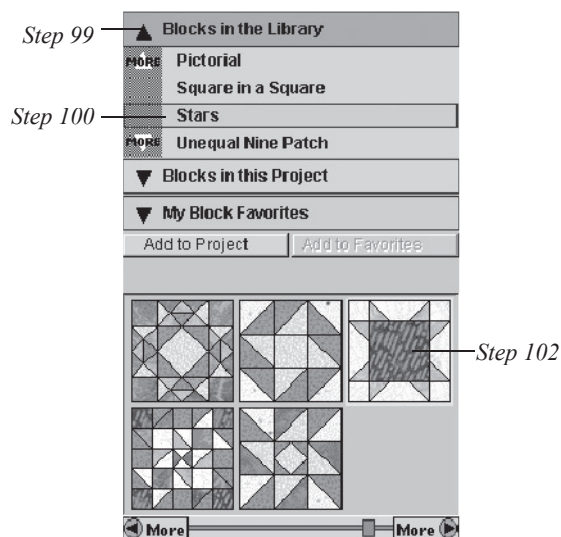 Step 99
Blocks in the Library
MORE Pictorial
Square in a Square
Step 100
Stars
MORE Unequal Nine Patch
Blocks in this Project
My Block Favorites
Add to Project Add to Favorites
Step 102
More More